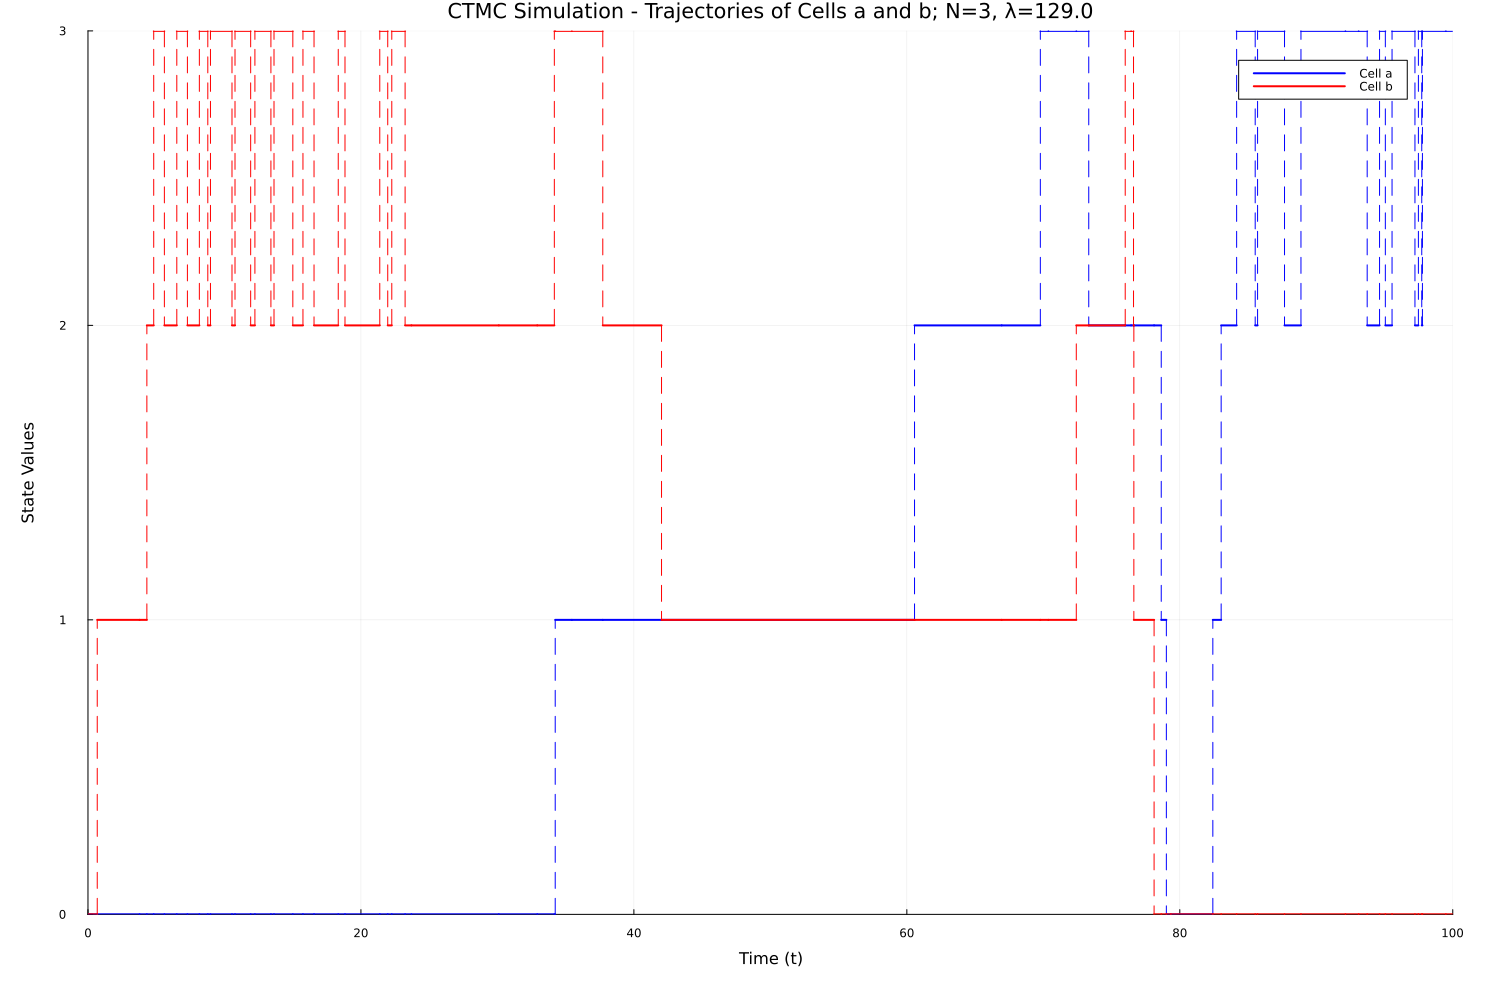 CTMC Simulation - Trajectories of Cells a and b; N=3, λ=129.0
3
Cell a
Cell b
2
State Values
1
0
0 20 40 60 80 100
Time (t)